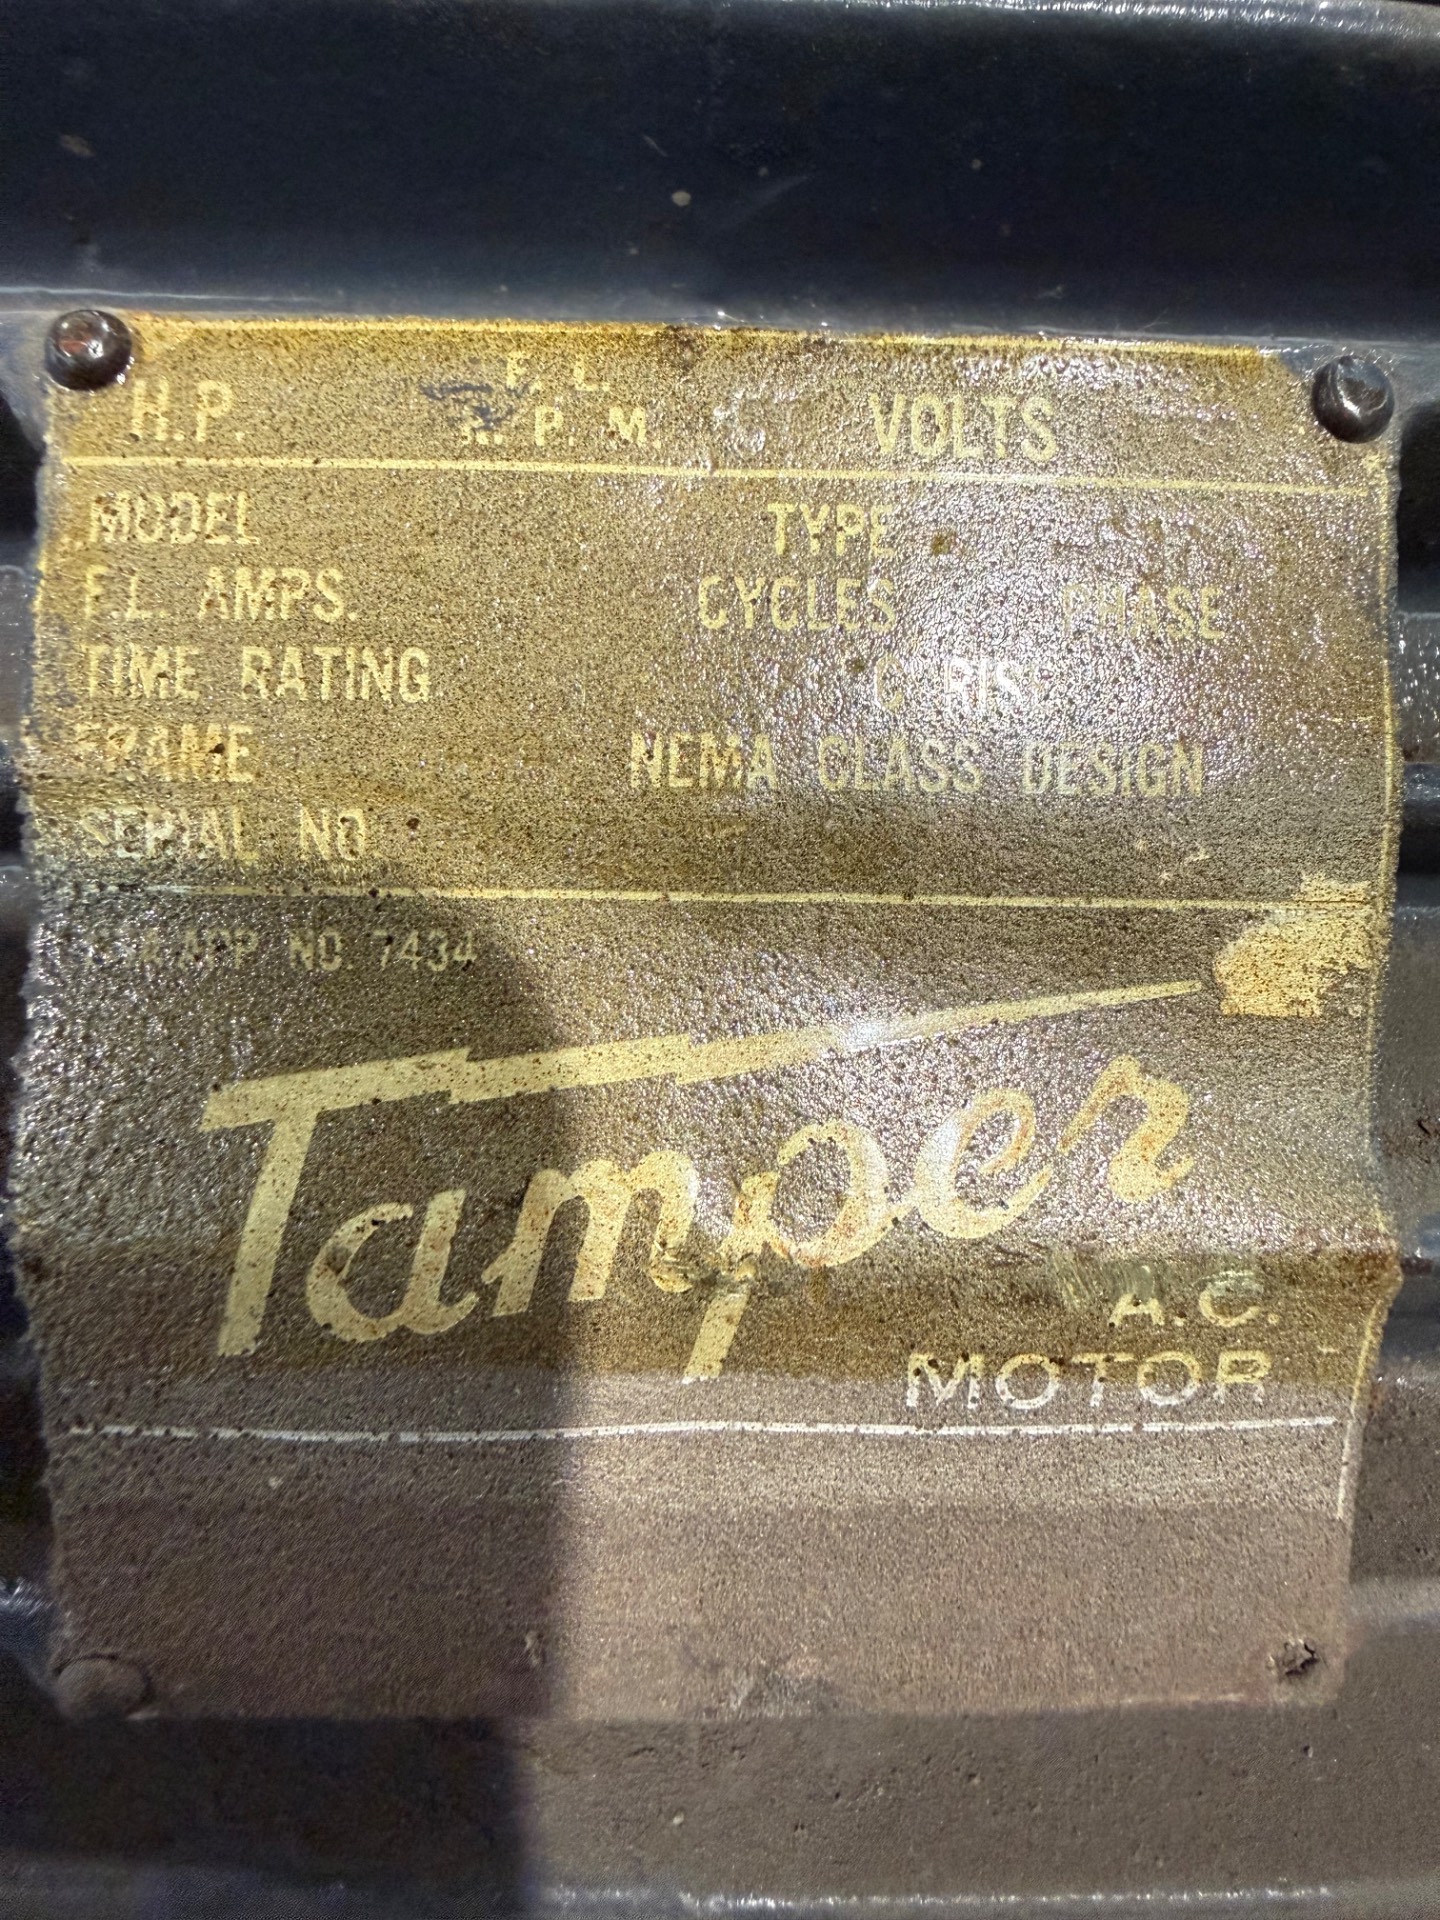 H.P. F. L. VOLTS
R. P. M.
MODEL TYPE
F.L. AMPS. CYCLES PHASE
TIME RATING C RISE
FRAME NEMA CLASS DESIGN
SERIAL NO
APP NO. 7434
Tamper
A.C.
MOTOR